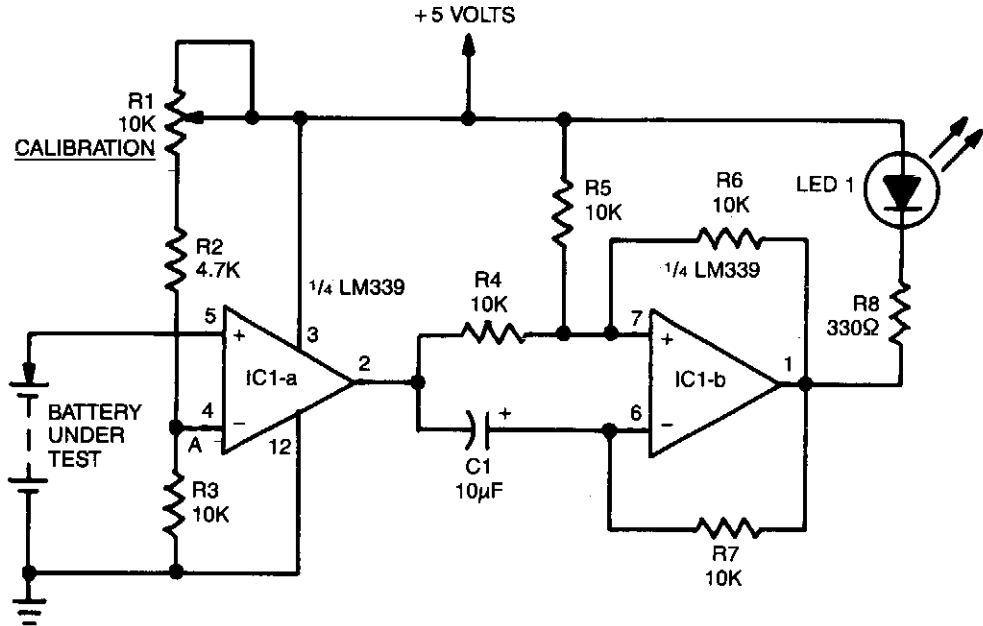 + 5 VOLTS
R1
10K
CALIBRATION
R2
4.7K
R5
10K
R6
10K
LED 1
1/4 LM339
1/4 LM339
R4
10K
R8
330Ω
5
+
3
IC1-a
2
7
+
IC1-b
1
4
−
A
12
6
−
+
BATTERY
UNDER
TEST
C1
10µF
R3
10K
R7
10K